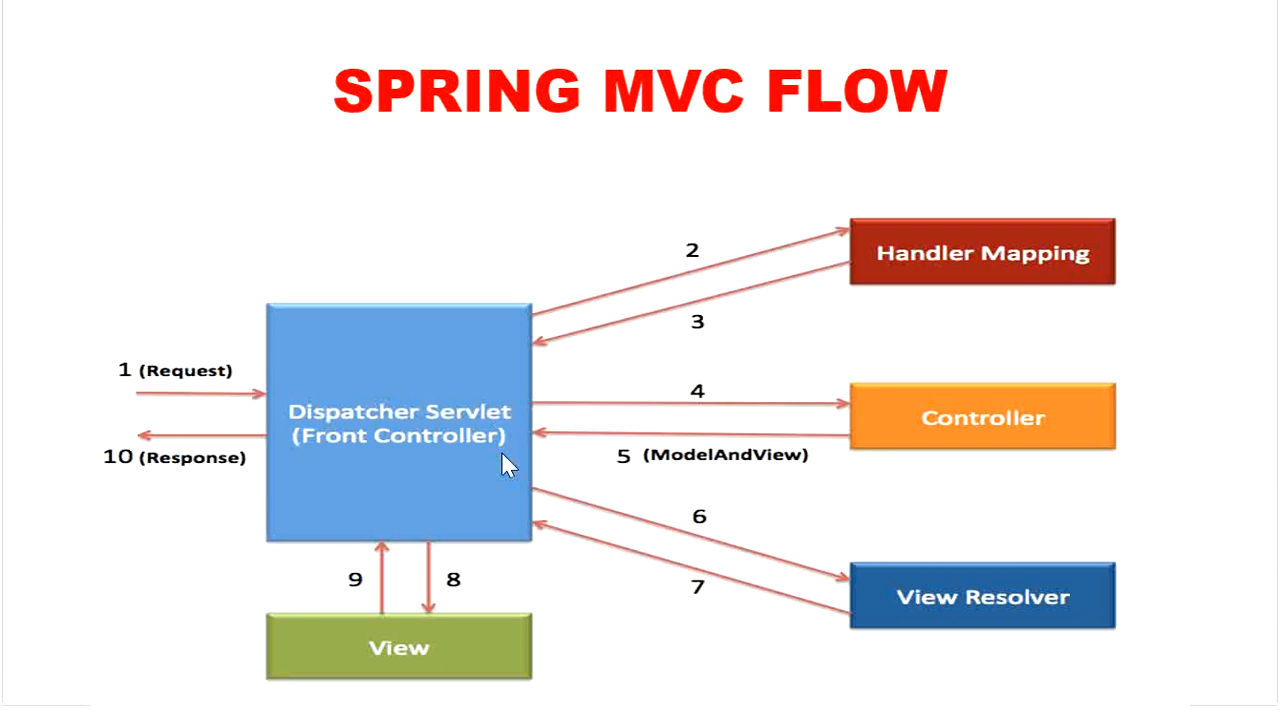 SPRING MVC FLOW
2
Handler Mapping
3
1 (Request)
4
Dispatcher Servlet
(Front Controller)
Controller
10 (Response)
5 (ModelAndView)
6
7
View Resolver
9
8
View